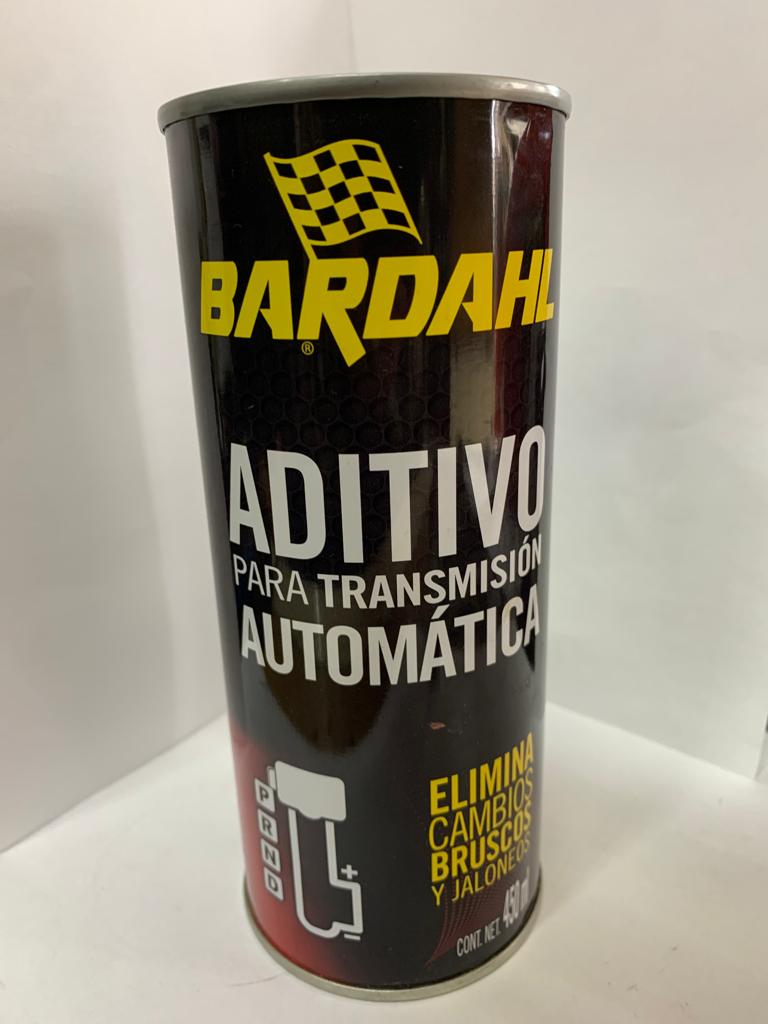 BARDAHL
®
ADITIVO
PARA TRANSMISIÓN
AUTOMÁTICA
P
R
N
D
+
-
ELIMINA
CAMBIOS
BRUSCOS
Y JALONEOS
CONT. NET. 450 ml